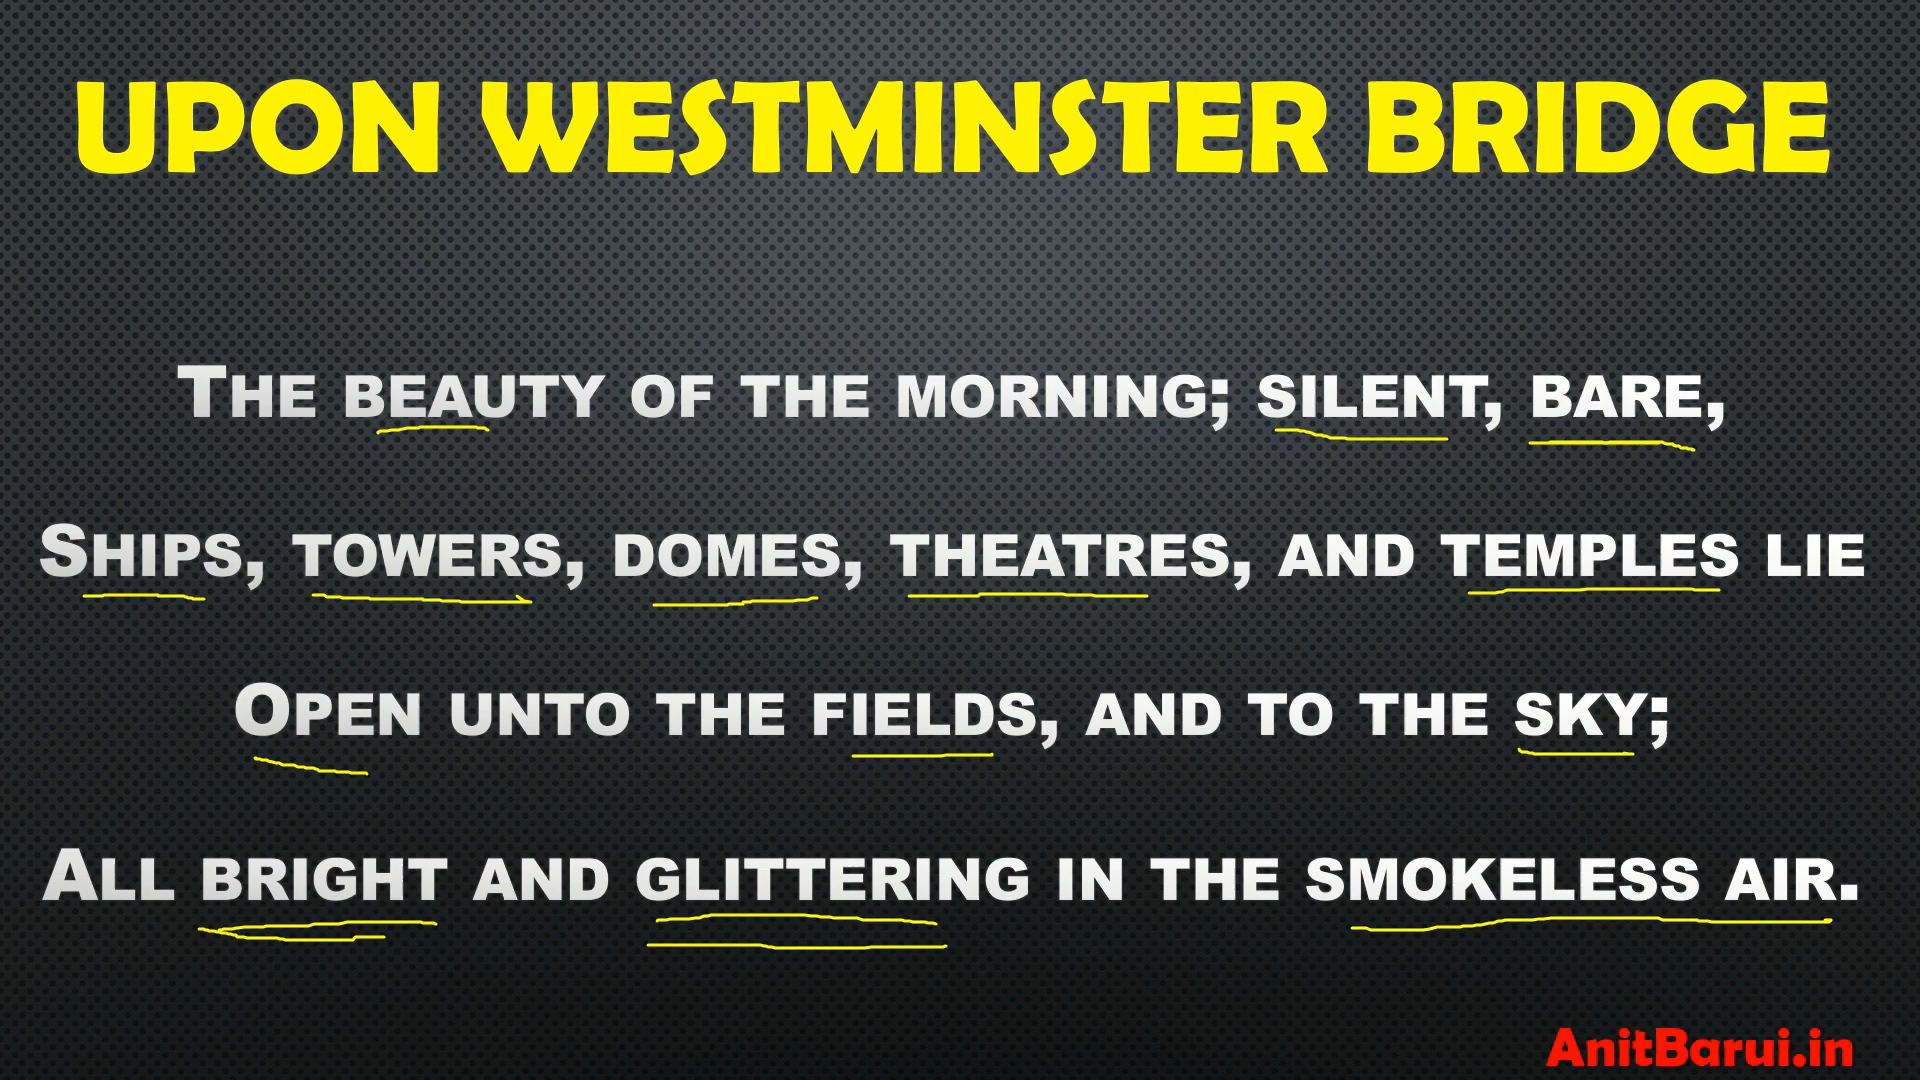 UPON WESTMINSTER BRIDGE
The beauty of the morning; silent, bare,
Ships, towers, domes, theatres, and temples lie
Open unto the fields, and to the sky;
All bright and glittering in the smokeless air.
AnitBarui.in